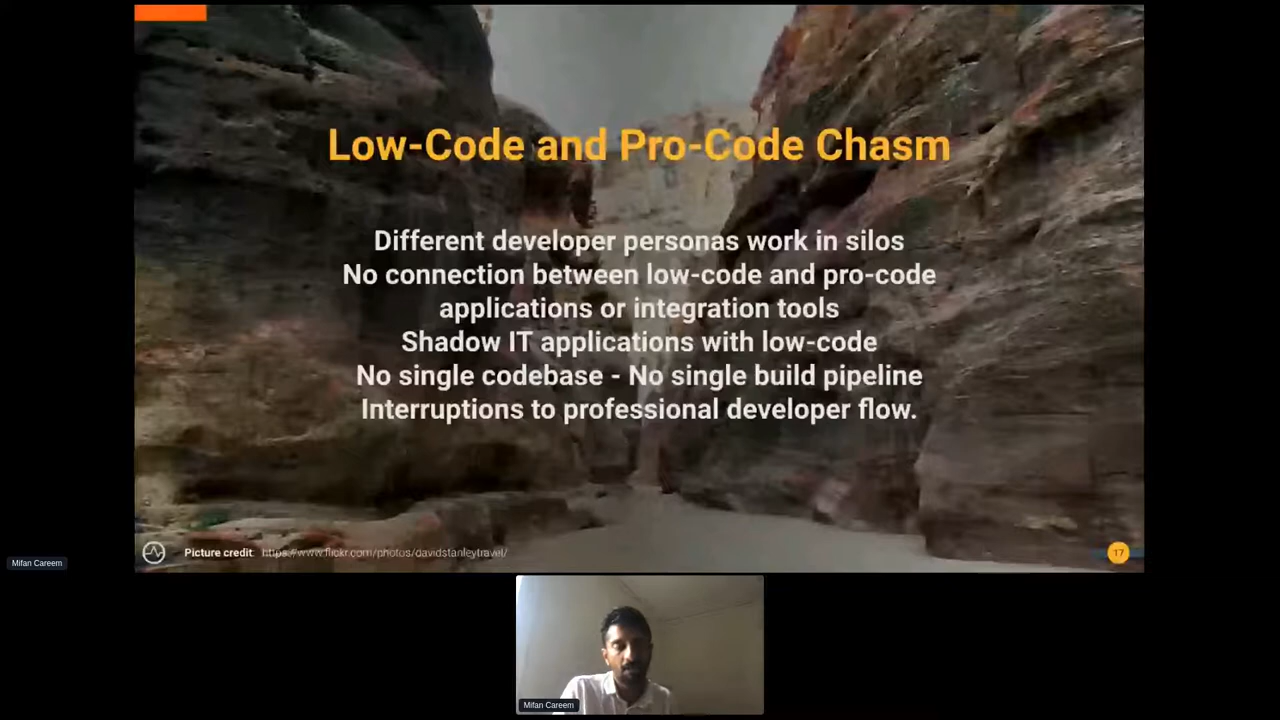 Low-Code and Pro-Code Chasm
Different developer personas work in silos
No connection between low-code and pro-code
applications or integration tools
Shadow IT applications with low-code
No single codebase - No single build pipeline
Interruptions to professional developer flow.
Picture credit: https://www.flickr.com/photos/davidstanleytravel/
17
Mifan Careem
Mifan Careem